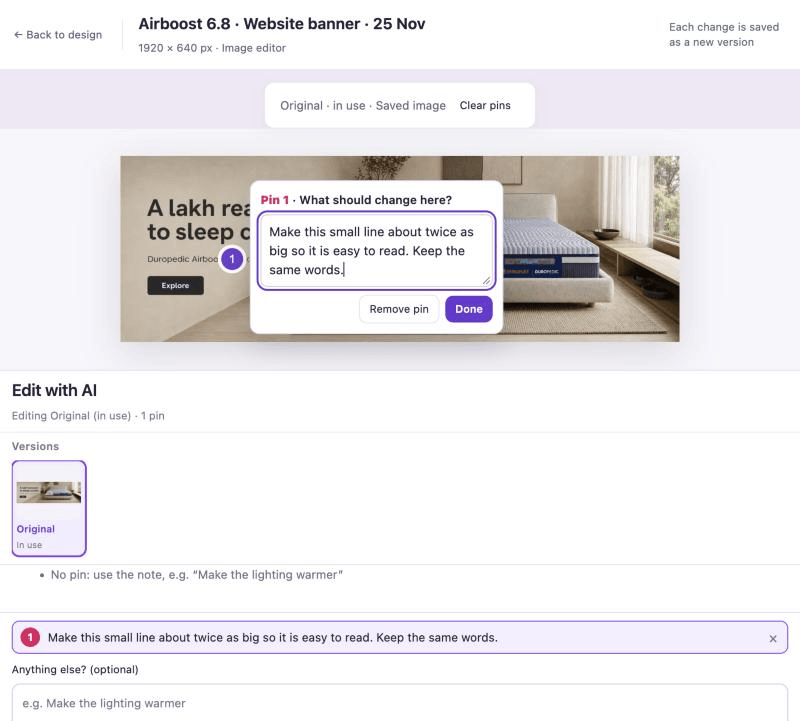 ← Back to design
Airboost 6.8 · Website banner · 25 Nov
1920 × 640 px · Image editor
Each change is saved
as a new version
Original · in use · Saved image
Clear pins
A lakh
to sleep
Duropedic
Explore
1
Pin 1 · What should change here?
Make this small line about twice as
big so it is easy to read. Keep the
same words.
Remove pin
Done
DUROPEDIC
Edit with AI
Editing Original (in use) · 1 pin
Versions
Original
In use
• No pin: use the note, e.g. “Make the lighting warmer”
1 Make this small line about twice as big so it is easy to read. Keep the same words. ×
Anything else? (optional)
e.g. Make the lighting warmer